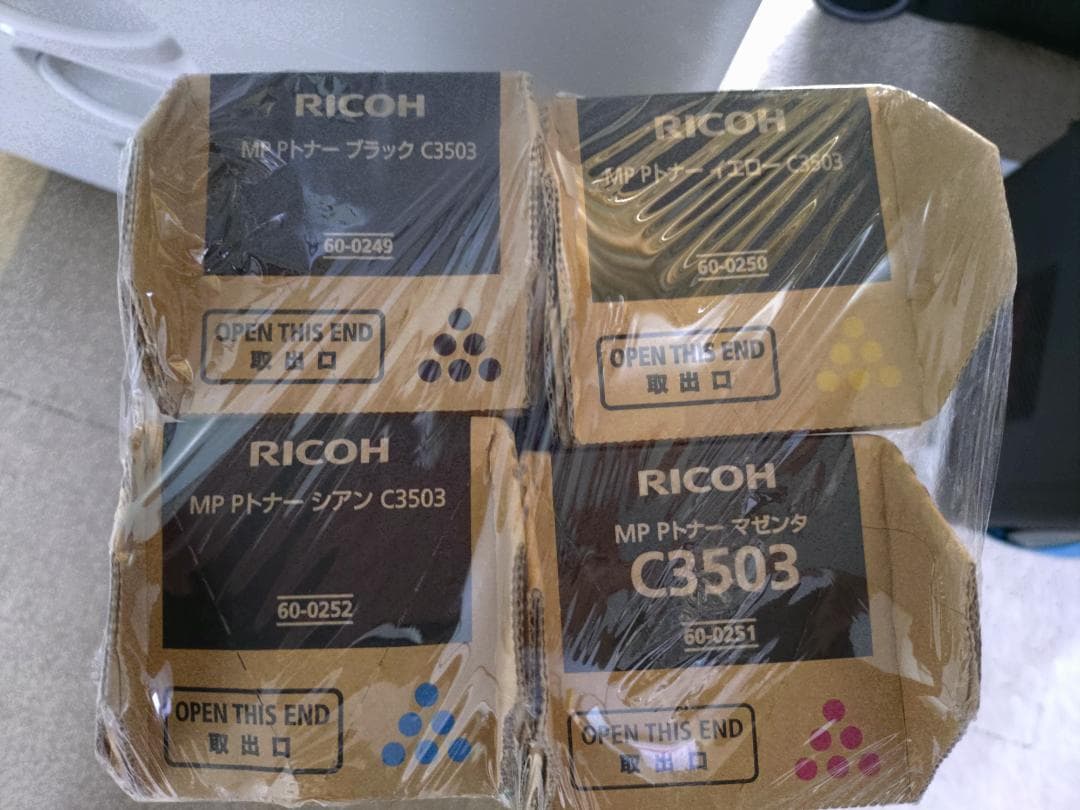 RICOH
MP Pトナー ブラック C3503
60-0249
OPEN THIS END
取出口
RICOH
MP Pトナー イエロー C3503
60-0250
OPEN THIS END
取出口
RICOH
MP Pトナー シアン C3503
60-0252
OPEN THIS END
取出口
RICOH
MP Pトナー マゼンタ
C3503
60-0251
OPEN THIS END
取出口